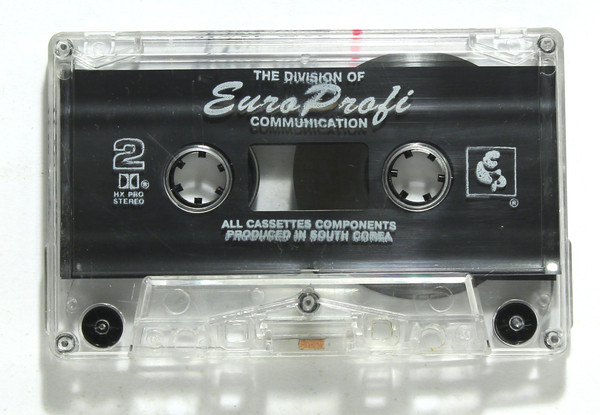 THE DIVISION OF
EuroProfi
COMMUNICATION
2
HX PRO
STEREO
®
ALL CASSETTES COMPONENTS
PRODUCED IN SOUTH COREA
®